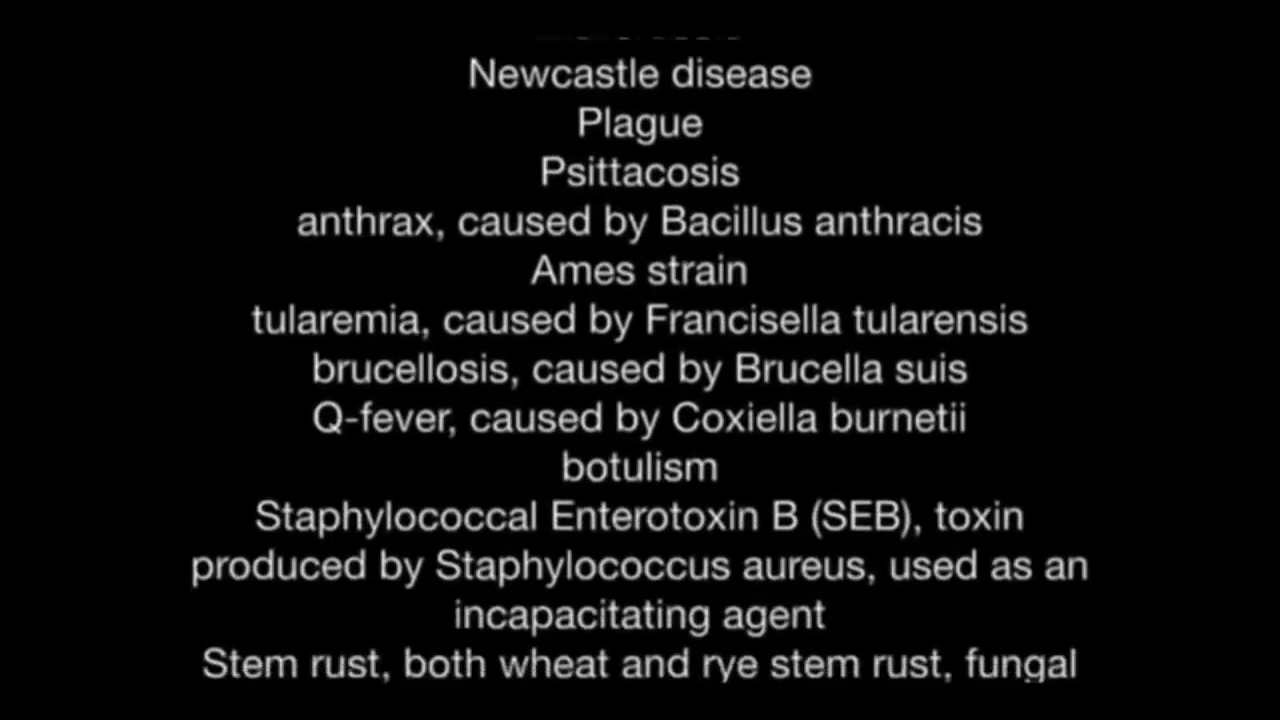 Newcastle disease
Plague
Psittacosis
anthrax, caused by Bacillus anthracis
Ames strain
tularemia, caused by Francisella tularensis
brucellosis, caused by Brucella suis
Q-fever, caused by Coxiella burnetii
botulism
Staphylococcal Enterotoxin B (SEB), toxin
produced by Staphylococcus aureus, used as an
incapacitating agent
Stem rust, both wheat and rye stem rust, fungal